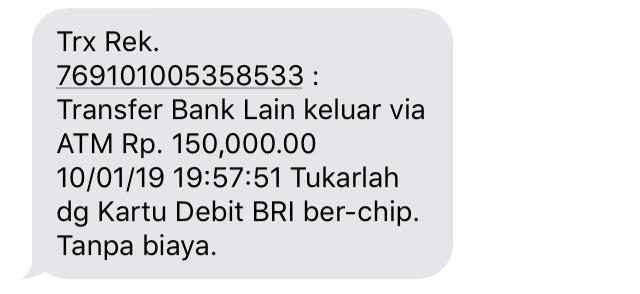 Trx Rek.
769101005358533 :
Transfer Bank Lain keluar via
ATM Rp. 150,000.00
10/01/19 19:57:51 Tukarlah
dg Kartu Debit BRI ber-chip.
Tanpa biaya.